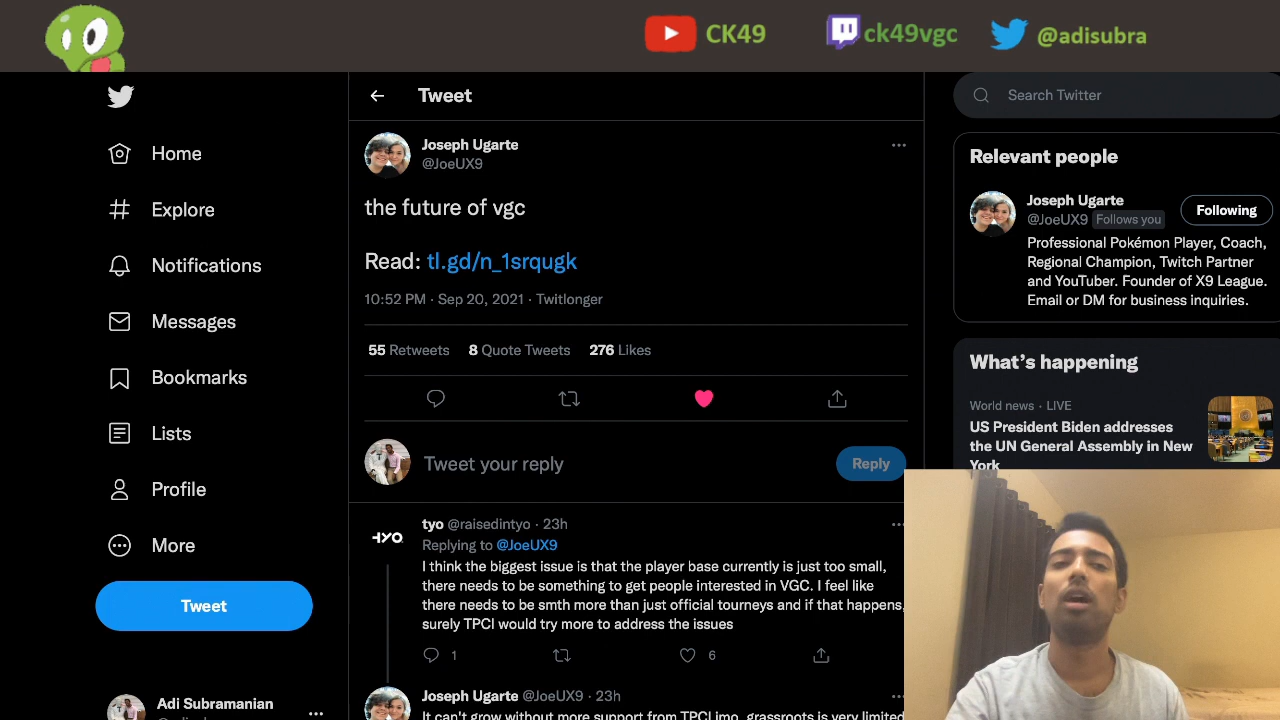 CK49
ck49vgc
@adisubra
Home
Explore
Notifications
Messages
Bookmarks
Lists
Profile
More
Tweet
Adi Subramanian
Tweet
Joseph Ugarte
@JoeUX9
the future of vgc
Read: tl.gd/n_1srqugk
10:52 PM · Sep 20, 2021 · Twitlonger
55 Retweets 8 Quote Tweets 276 Likes
Tweet your reply
Reply
tyo @raisedintyo · 23h
Replying to @JoeUX9
I think the biggest issue is that the player base currently is just too small,
there needs to be something to get people interested in VGC. I feel like
there needs to be smth more than just official tourneys and if that happens,
surely TPCI would try more to address the issues
1
6
Joseph Ugarte @JoeUX9 · 23h
It can't grow without more support from TPCI imo, grassroots is very limited
Search Twitter
Relevant people
Joseph Ugarte
@JoeUX9 Follows you
Following
Professional Pokémon Player, Coach,
Regional Champion, Twitch Partner
and YouTuber. Founder of X9 League.
Email or DM for business inquiries.
What's happening
World news · LIVE
US President Biden addresses
the UN General Assembly in New
York